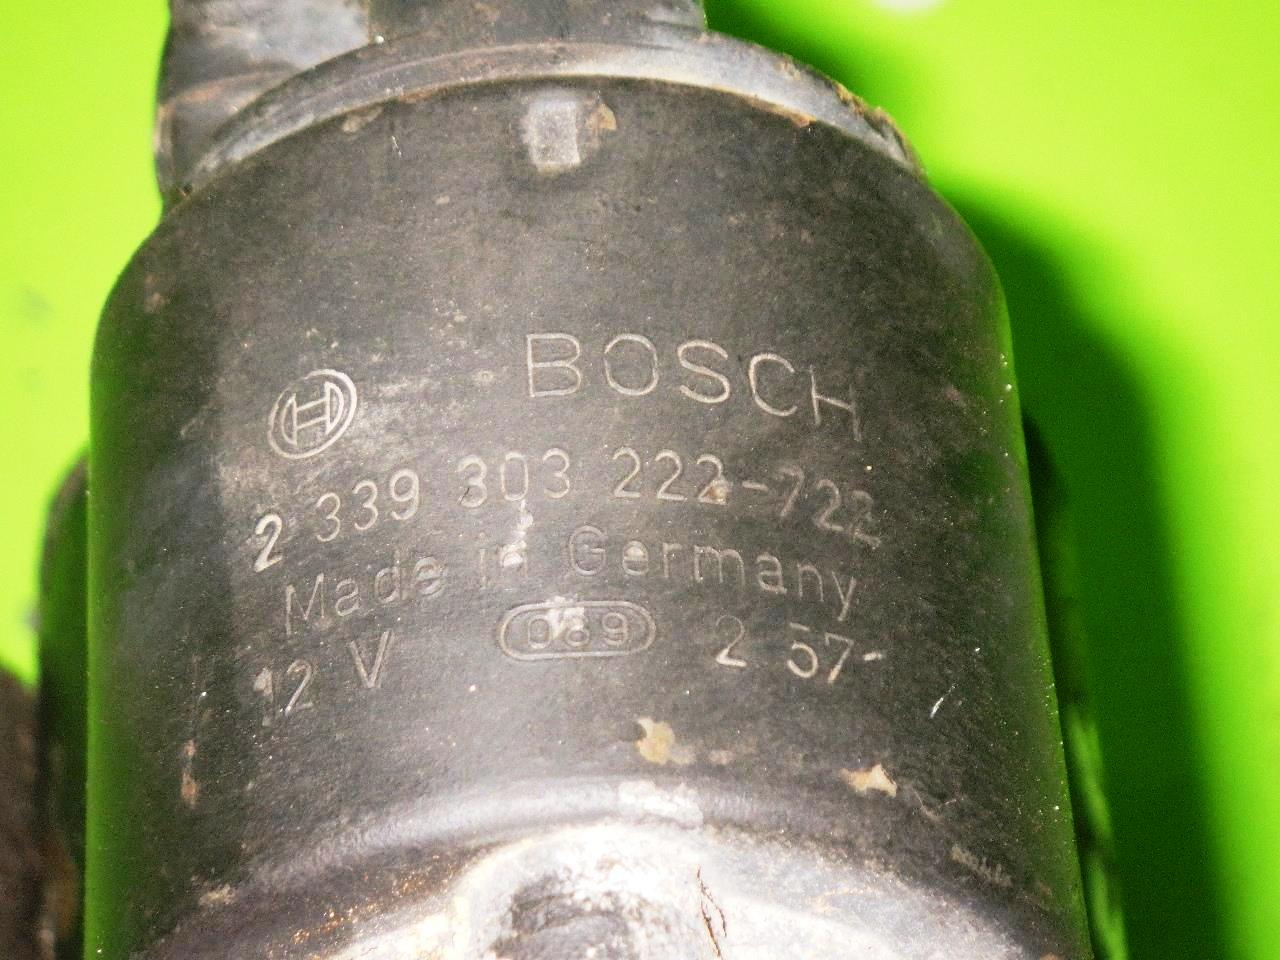 BOSCH
2 339 303 222-722
Made in Germany
12 V 089 2 57-